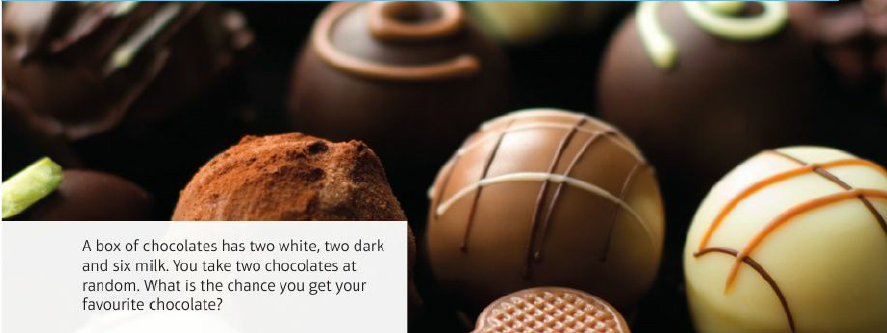 A box of chocolates has two white, two dark
and six milk. You take two chocolates at
random. What is the chance you get your
favourite chocolate?